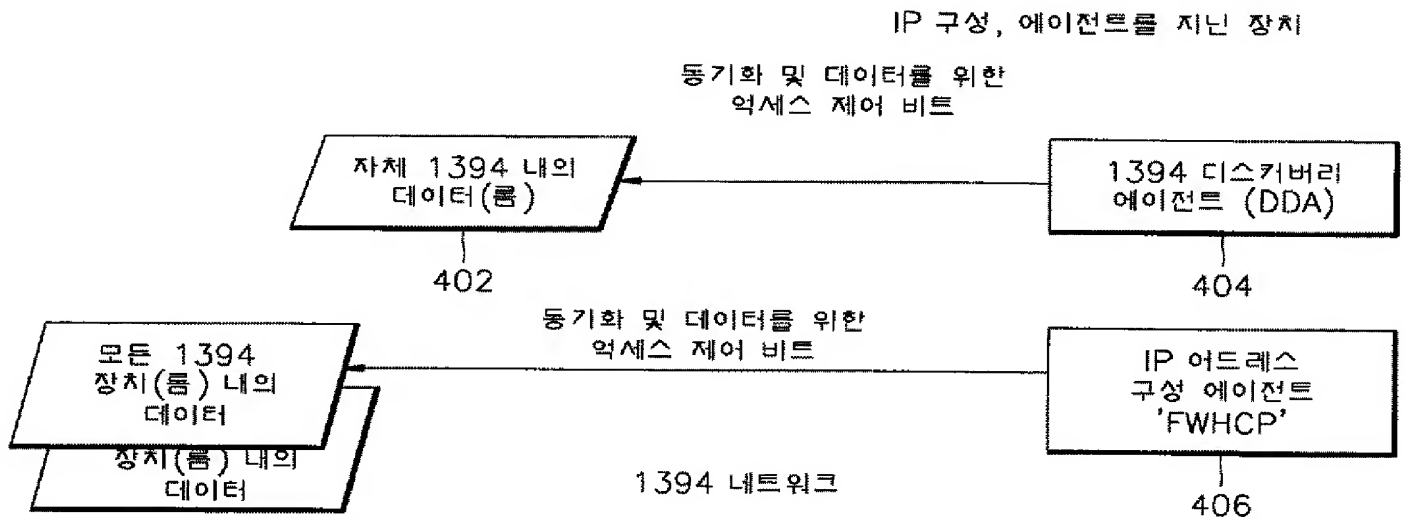 IP 구성, 에이전트를 지닌 장치
동기화 및 데이터를 위한
억세스 제어 비트
자체 1394 내의
데이터(롬)
1394 디스커버리
에이전트 (DDA)
402
404
동기화 및 데이터를 위한
억세스 제어 비트
모든 1394
장치(롬) 내의
데이터
IP 어드레스
구성 에이전트
'FWHCP'
장치(롬) 내의
데이터
1394 네트워크
406